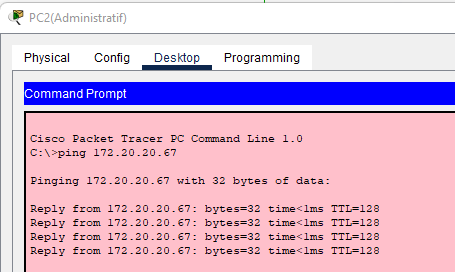 PC2(Administratif)
Physical Config Desktop Programming
Command Prompt
Cisco Packet Tracer PC Command Line 1.0
C:\>ping 172.20.20.67
Pinging 172.20.20.67 with 32 bytes of data:
Reply from 172.20.20.67: bytes=32 time<1ms TTL=128
Reply from 172.20.20.67: bytes=32 time<1ms TTL=128
Reply from 172.20.20.67: bytes=32 time<1ms TTL=128
Reply from 172.20.20.67: bytes=32 time<1ms TTL=128